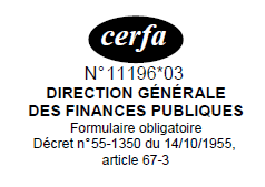 cerfa
N°11196*03
DIRECTION GÉNÉRALE
DES FINANCES PUBLIQUES
Formulaire obligatoire
Décret n°55-1350 du 14/10/1955,
article 67-3